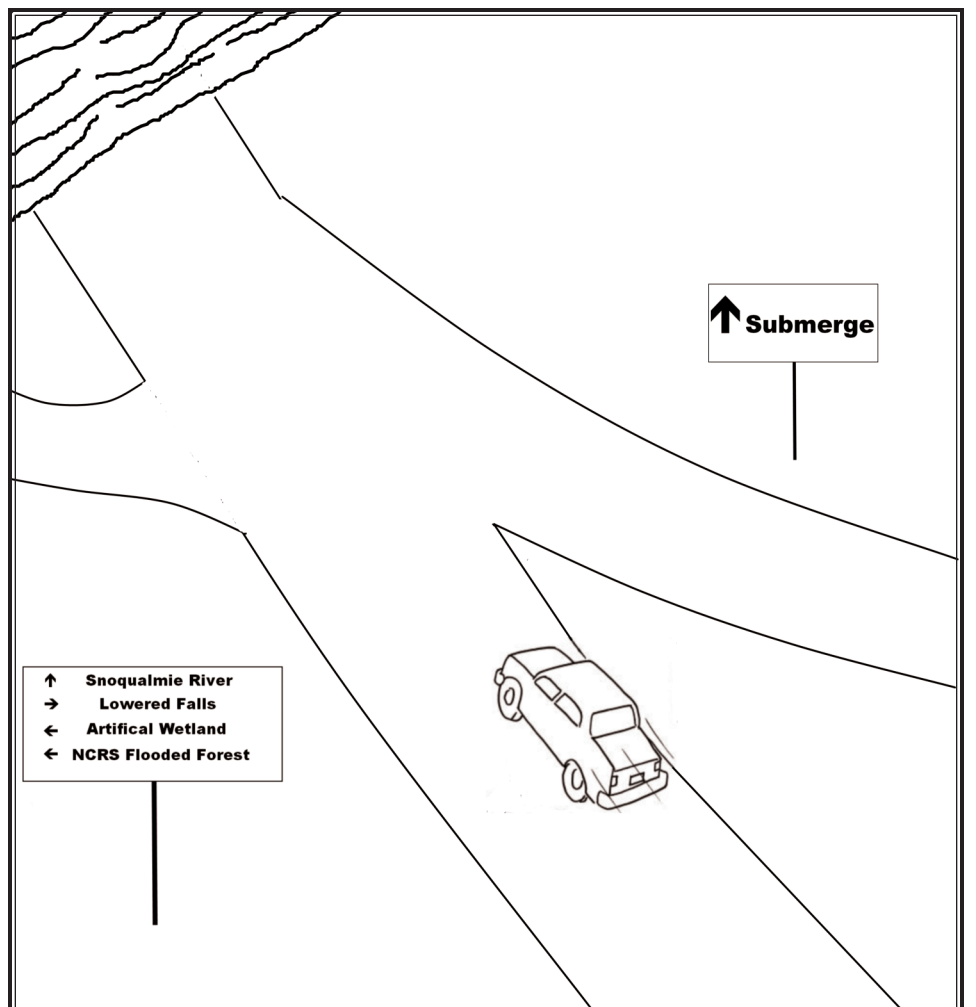 ↑ Submerge
↑ Snoqualmie River
→ Lowered Falls
← Artifical Wetland
← NCRS Flooded Forest